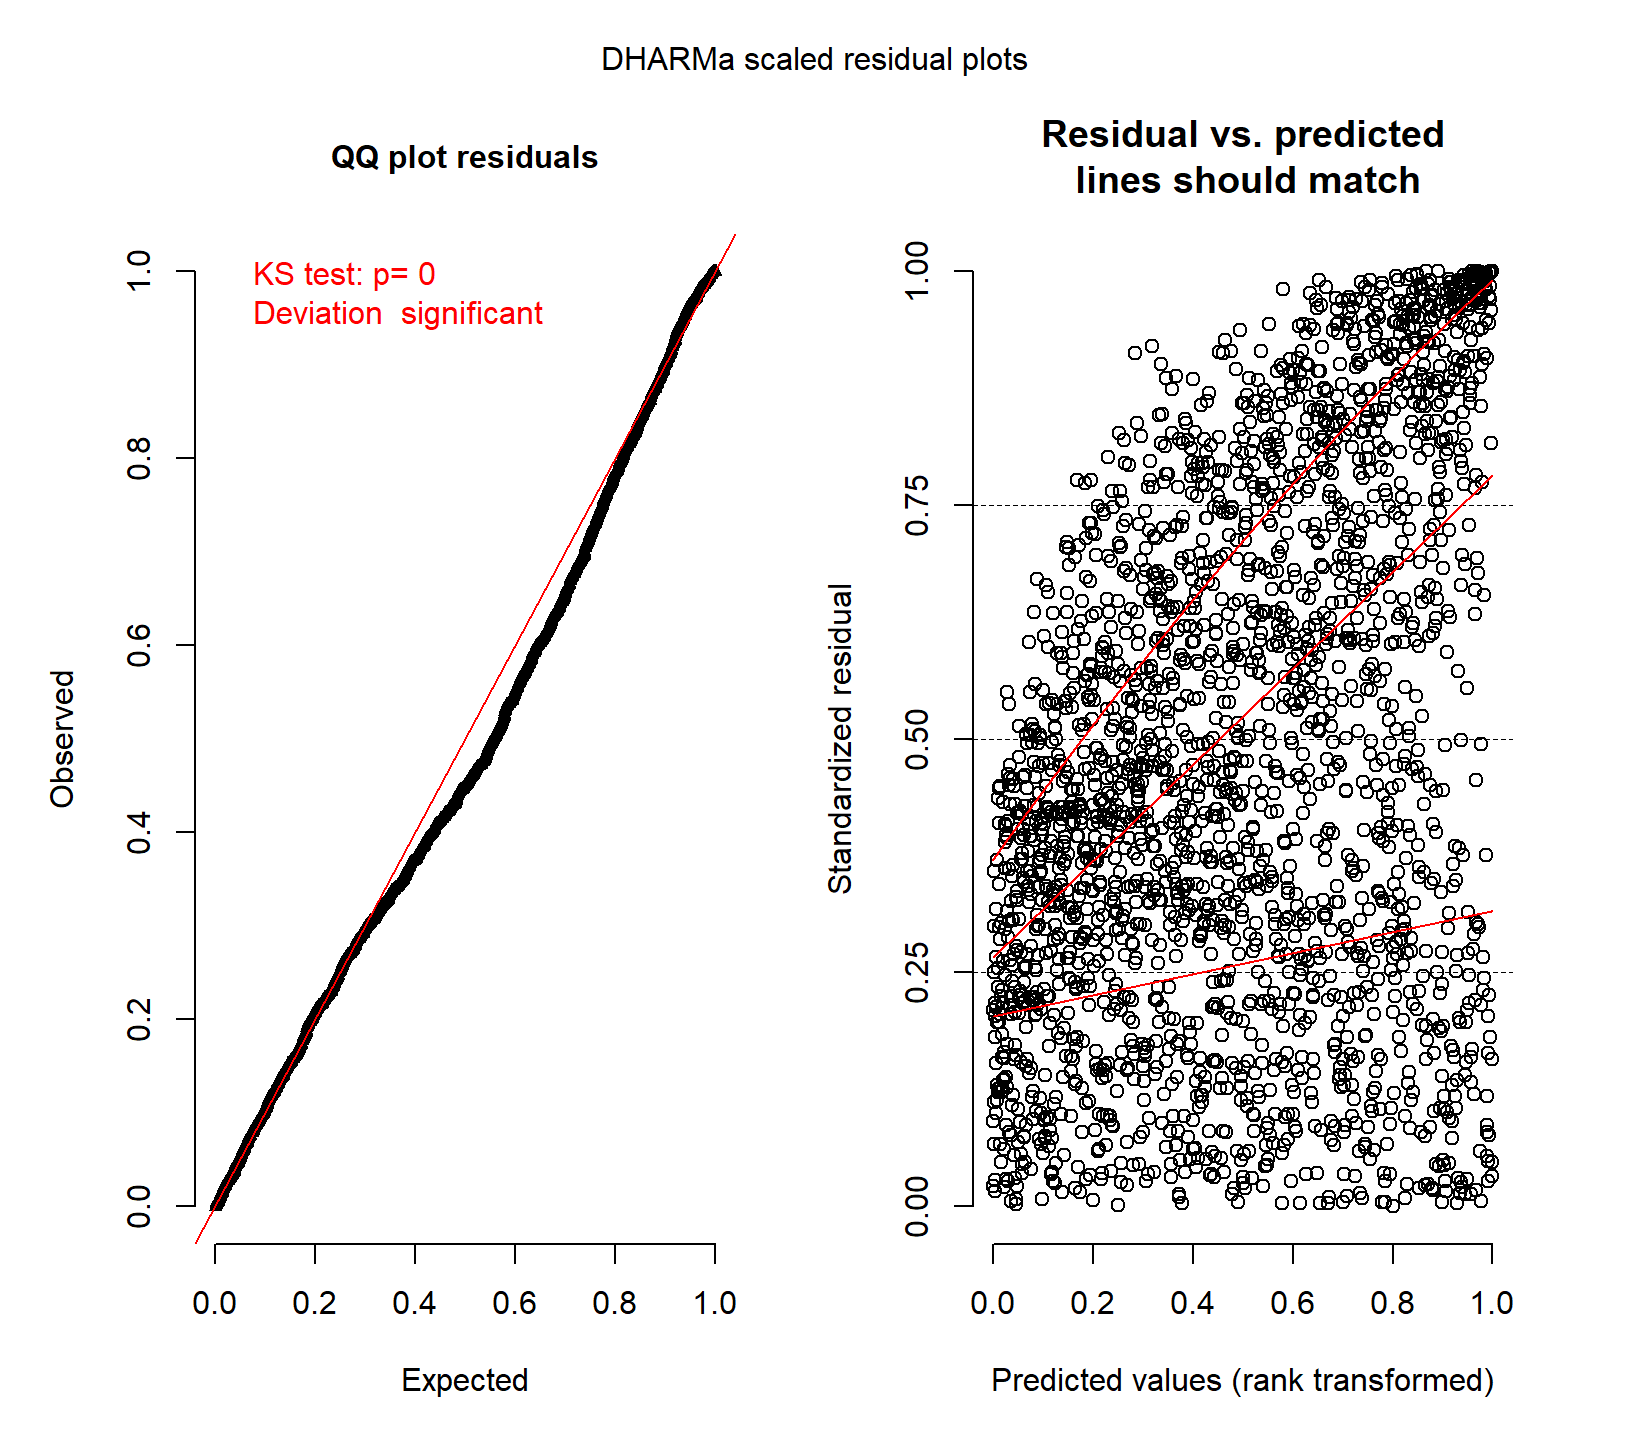 DHARMa scaled residual plots
QQ plot residuals
KS test: p= 0
Deviation  significant
Observed
0.0
0.2
0.4
0.6
0.8
1.0
0.0 0.2 0.4 0.6 0.8 1.0
Expected
Residual vs. predicted
lines should match
Standardized residual
0.00
0.25
0.50
0.75
1.00
0.0 0.2 0.4 0.6 0.8 1.0
Predicted values (rank transformed)